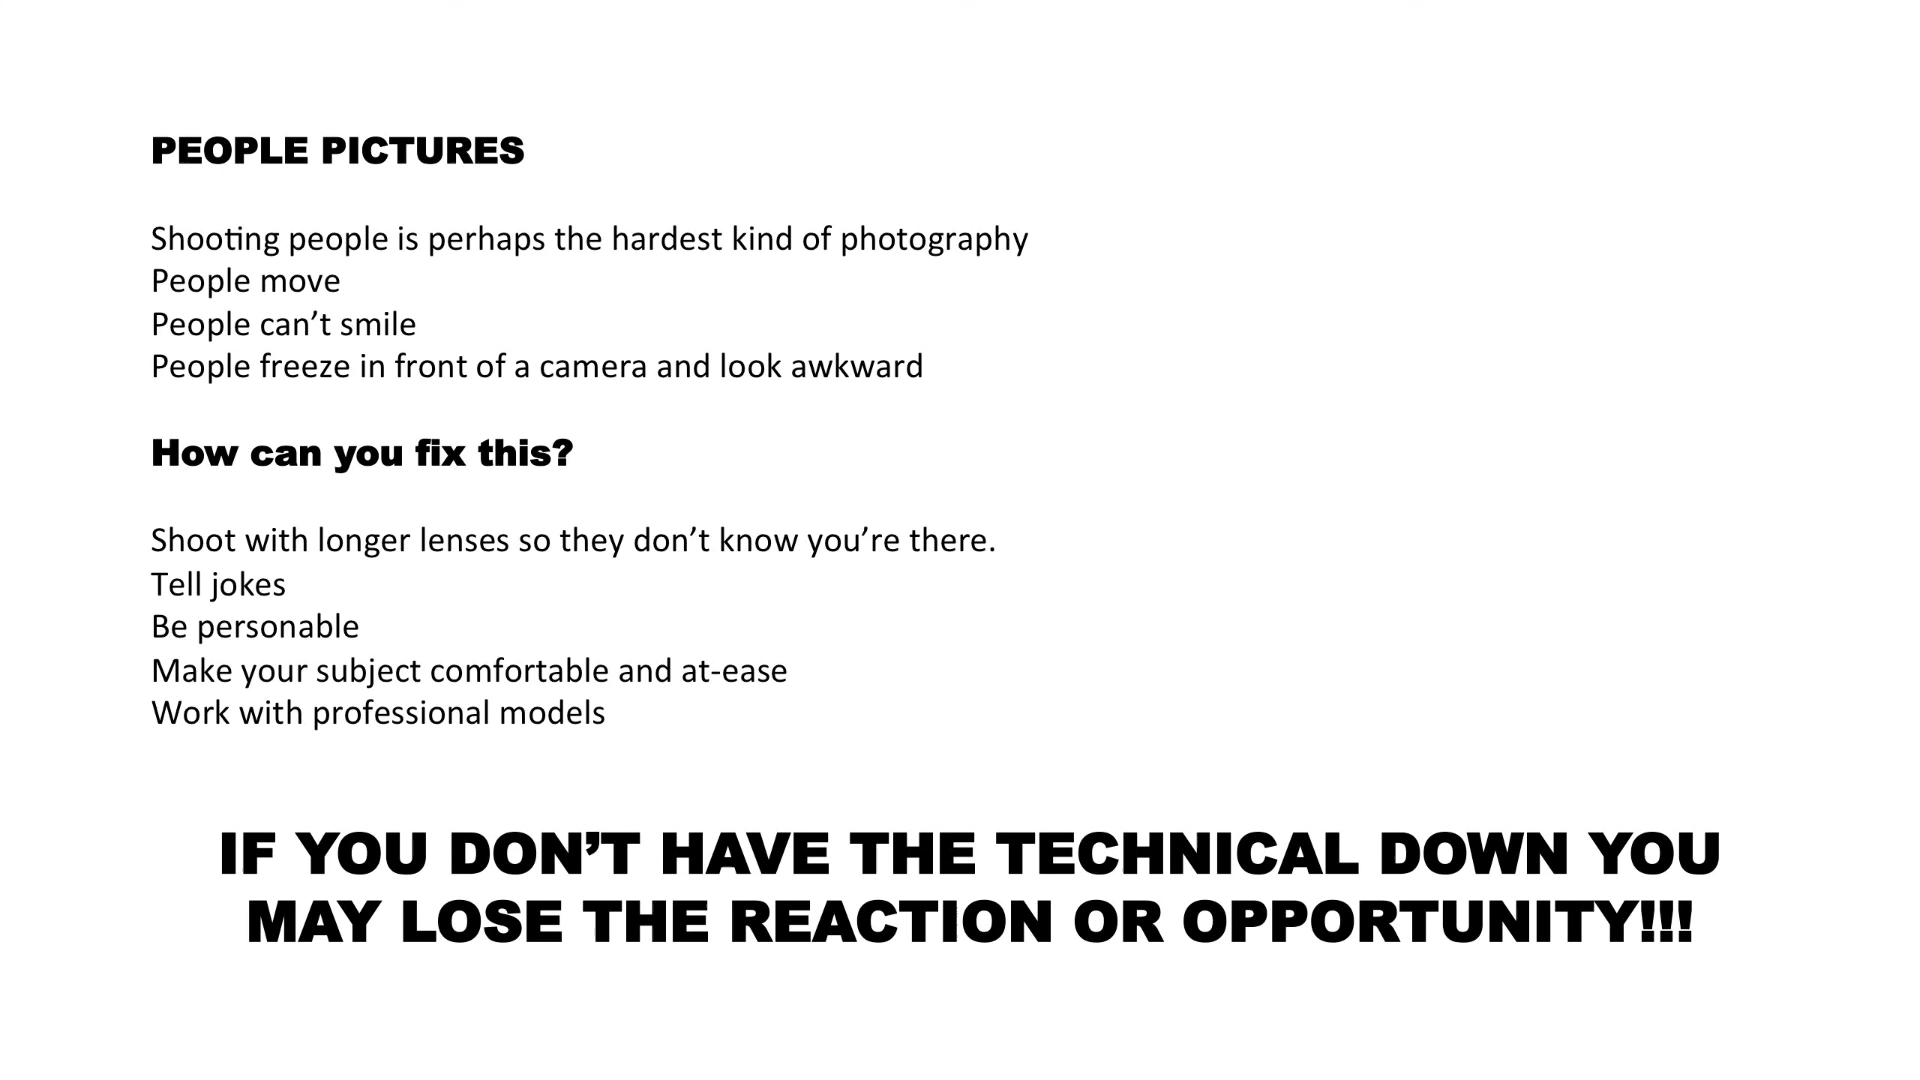 PEOPLE PICTURES
Shooting people is perhaps the hardest kind of photography
People move
People can’t smile
People freeze in front of a camera and look awkward
How can you fix this?
Shoot with longer lenses so they don’t know you’re there.
Tell jokes
Be personable
Make your subject comfortable and at-ease
Work with professional models
IF YOU DON’T HAVE THE TECHNICAL DOWN YOU
MAY LOSE THE REACTION OR OPPORTUNITY!!!